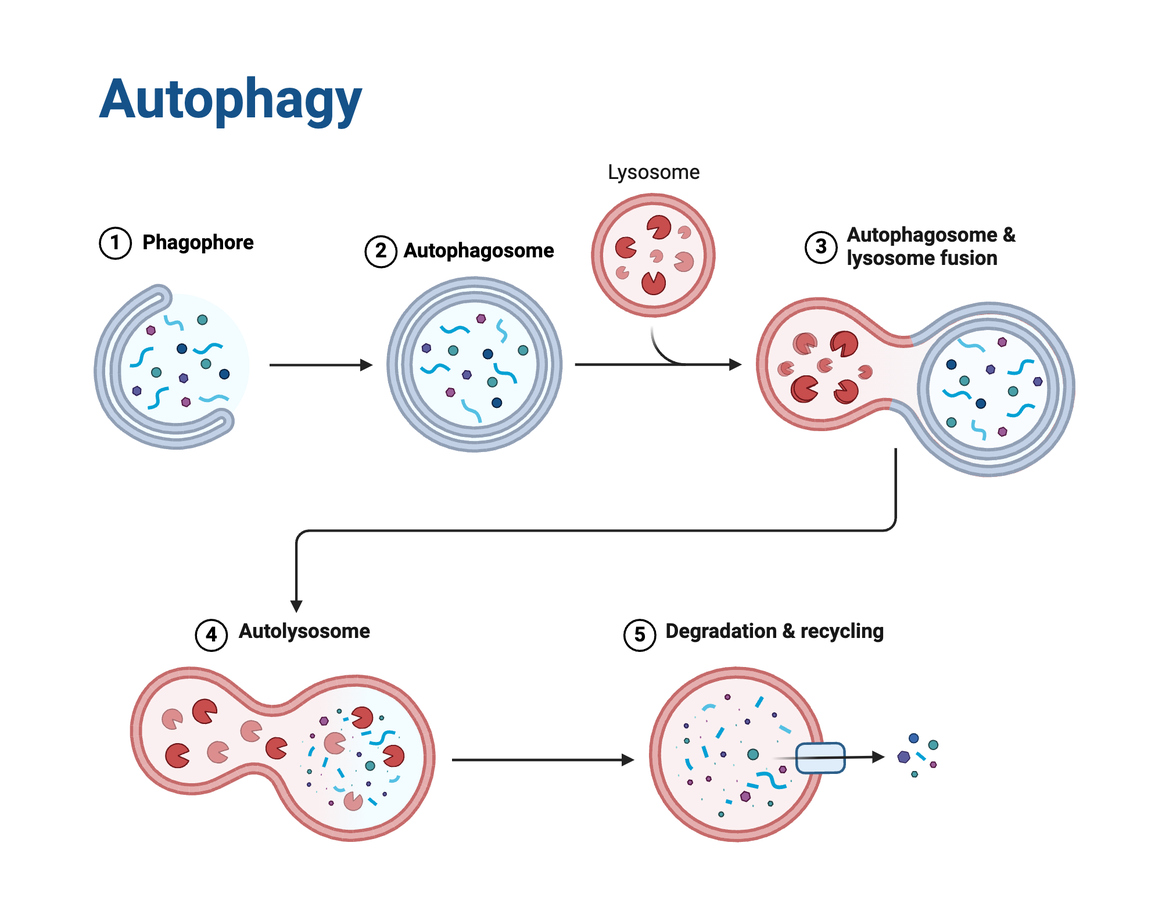 Autophagy
Lysosome
1 Phagophore
2 Autophagosome
3 Autophagosome &
lysosome fusion
4 Autolysosome
5 Degradation & recycling